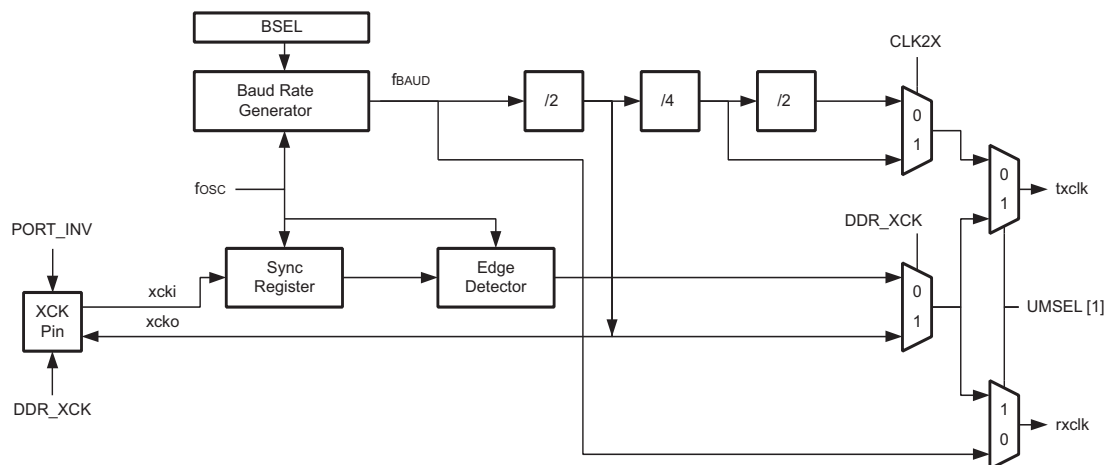 BSEL
CLK2X
Baud Rate
Generator
fBAUD
/2
/4
/2
0
1
fOSC
0
1
txclk
PORT_INV
DDR_XCK
Sync
Register
Edge
Detector
xcki
XCK
Pin
xcko
0
1
UMSEL [1]
DDR_XCK
1
0
rxclk